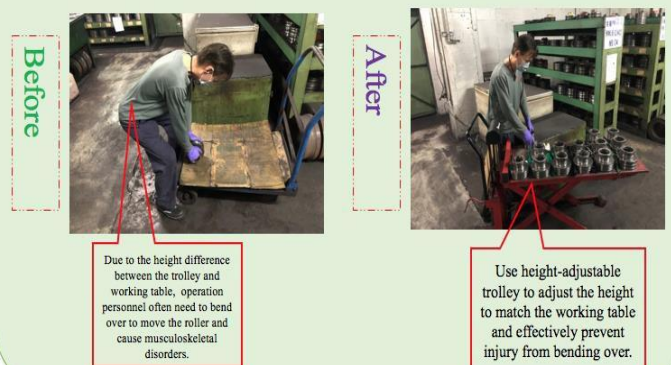 Before
Due to the height difference
between the trolley and
working table, operation
personnel often need to bend
over to move the roller and
cause musculoskeletal
disorders.
After
Use height-adjustable
trolley to adjust the height
to match the working table
and effectively prevent
injury from bending over.